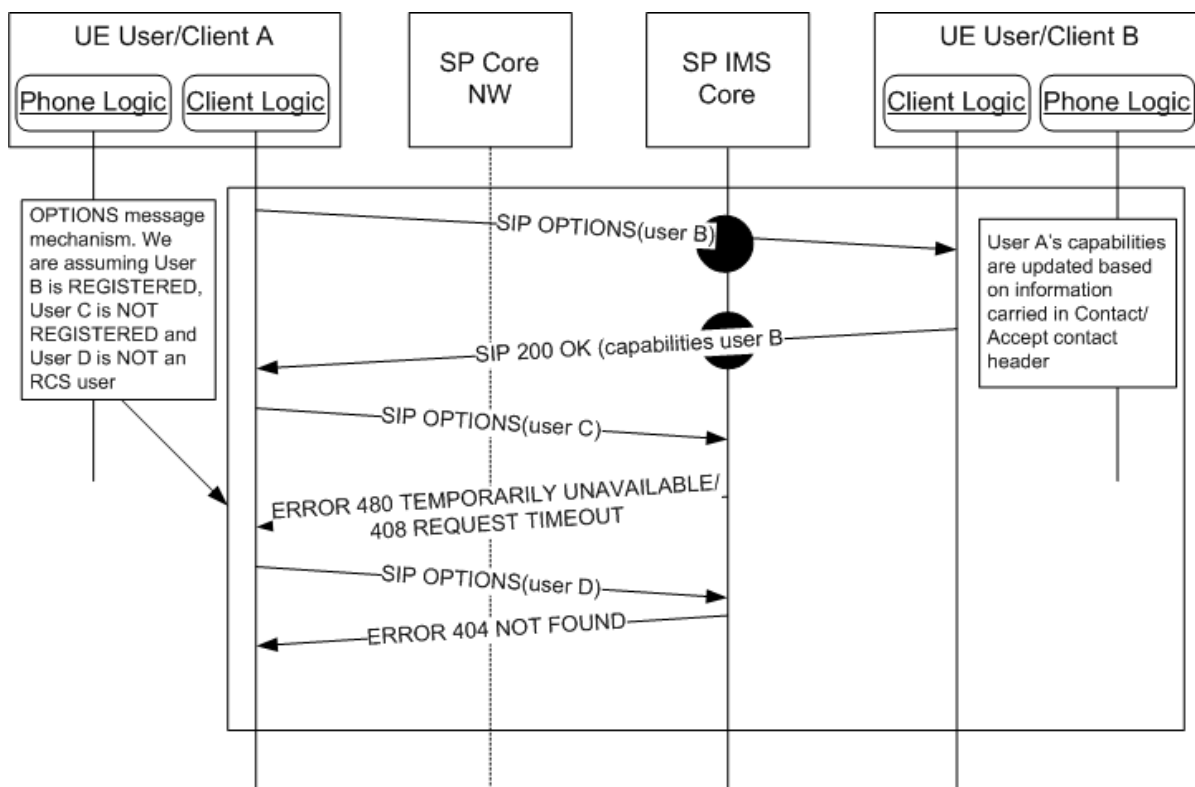 UE User/Client A
Phone Logic
Client Logic
SP Core
NW
SP IMS
Core
UE User/Client B
Client Logic
Phone Logic
OPTIONS message
mechanism. We
are assuming User
B is REGISTERED,
User C is NOT
REGISTERED and
User D is NOT an
RCS user
SIP OPTIONS(user B)
User A's capabilities
are updated based
on information
carried in Contact/
Accept contact
header
SIP 200 OK (capabilities user B
SIP OPTIONS(user C)
ERROR 480 TEMPORARILY UNAVAILABLE/
408 REQUEST TIMEOUT
SIP OPTIONS(user D)
ERROR 404 NOT FOUND